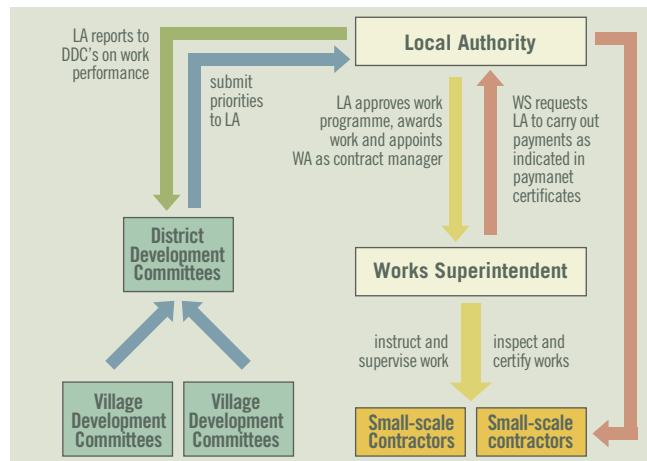 LA reports to
DDC's on work
performance
submit
priorities
to LA
Local Authority
LA approves work
programme, awards
work and appoints
WA as contract manager
WS requests
LA to carry out
payments as
indicated in
paymanet
certificates
District
Development
Committees
Works Superintendent
instruct and
supervise work
inspect and
certify works
Village
Development
Committees
Village
Development
Committees
Small-scale
Contractors
Small-scale
contractors